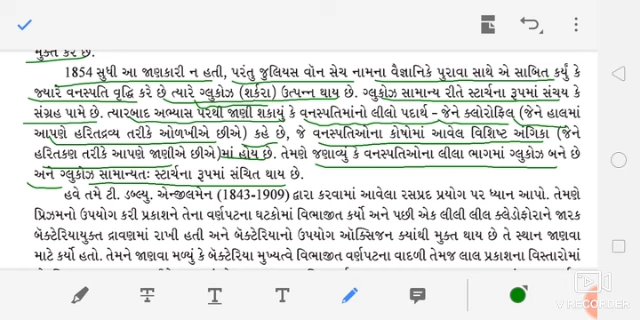 મુક્ત કરે છે.
1854 સુધી આ જાણકારી ન હતી, પરંતુ જુલિયસ વૉન સેચ નામના વૈજ્ઞાનિકે પુરાવા સાથે એ સાબિત કર્યું કે
જ્યારે વનસ્પતિ વૃદ્ધિ કરે છે ત્યારે ગ્લુકોઝ (શર્કરા) ઉત્પન્ન થાય છે. ગ્લુકોઝ સામાન્ય રીતે સ્ટાર્ચના રૂપમાં સંચય કે
સંગ્રહ પામે છે. ત્યારબાદ અભ્યાસ પરથી જાણી શકાયું કે વનસ્પતિમાંનો લીલો પદાર્થ – જેને ક્લોરોફિલ (જેને હાલમાં
આપણે હરિતદ્રવ્ય તરીકે ઓળખીએ છીએ) કહે છે, જે વનસ્પતિઓના કોષોમાં આવેલ વિશિષ્ટ અંગિકા (જેને
હરિતકણ તરીકે આપણે જાણીએ છીએ) માં હોય છે. તેમણે જણાવ્યું કે વનસ્પતિઓના લીલા ભાગમાં ગ્લુકોઝ બને છે
અને ગ્લુકોઝ સામાન્યતઃ સ્ટાર્ચના રૂપમાં સંચિત થાય છે.
હવે તમે ટી. ડબ્લ્યુ. એન્જીલમેન (1843-1909) દ્વારા કરવામાં આવેલા રસપ્રદ પ્રયોગ પર ધ્યાન આપો. તેમણે
પ્રિઝમનો ઉપયોગ કરી પ્રકાશને તેના વર્ણપટના ઘટકોમાં વિભાજીત કર્યો અને પછી એક લીલી લીલ ક્લેડોફોરાને જારક
બૅક્ટેરિયાયુક્ત દ્રાવણમાં રાખી હતી અને બૅક્ટેરિયાનો ઉપયોગ ઑક્સિજન ક્યાંથી મુક્ત થાય છે તે સ્થાન જાણવા
માટે કર્યો હતો. તેમને જાણવા મળ્યું કે બૅક્ટેરિયા મુખ્યત્વે વિભાજીત વર્ણપટના વાદળી તેમજ લાલ પ્રકાશના વિસ્તારોમાં
T T
V RECORDER